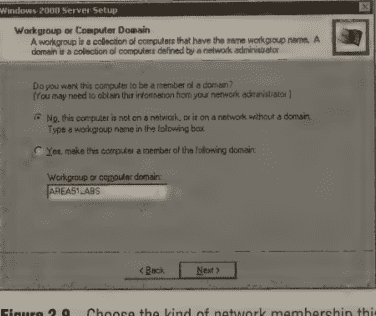 Windows 2000 Server Setup
Workgroup or Computer Domain
A workgroup is a collection of computers that have the same workgroup name. A
domain is a collection of computers defined by a network administrator.
Do you want this computer to be a member of a domain?
(You may need to obtain this information from your network administrator.)
No, this computer is not on a network, or is on a network without a domain.
Type a workgroup name in the following box.
Yes, make this computer a member of the following domain:
Workgroup or computer domain:
AREA51LABS
< Back Next >
Figure 2.9 Choose the kind of network membership this